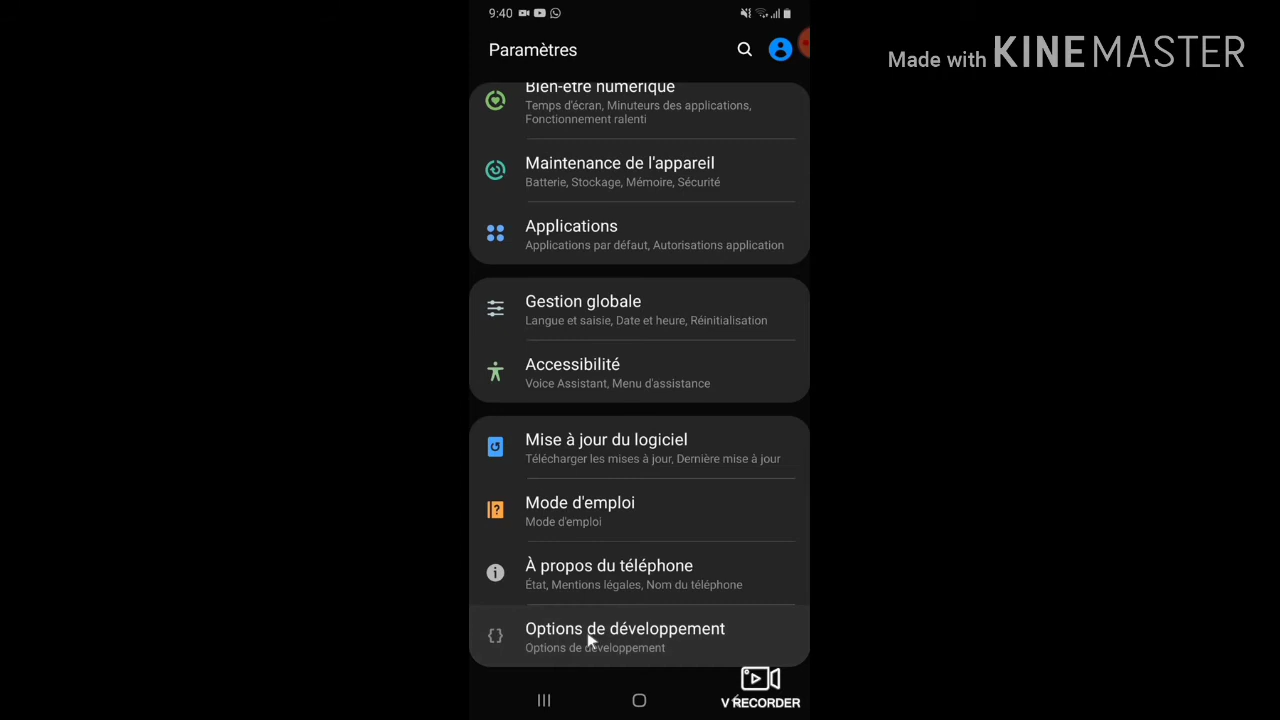 9:40
Made with KINEMASTER
Paramètres
Bien-être numérique
Temps d'écran, Minuteurs des applications,
Fonctionnement ralenti
Maintenance de l'appareil
Batterie, Stockage, Mémoire, Sécurité
Applications
Applications par défaut, Autorisations application
Gestion globale
Langue et saisie, Date et heure, Réinitialisation
Accessibilité
Voice Assistant, Menu d'assistance
Mise à jour du logiciel
Télécharger les mises à jour, Dernière mise à jour
Mode d'emploi
Mode d'emploi
À propos du téléphone
État, Mentions légales, Nom du téléphone
Options de développement
Options de développement
V RECORDER